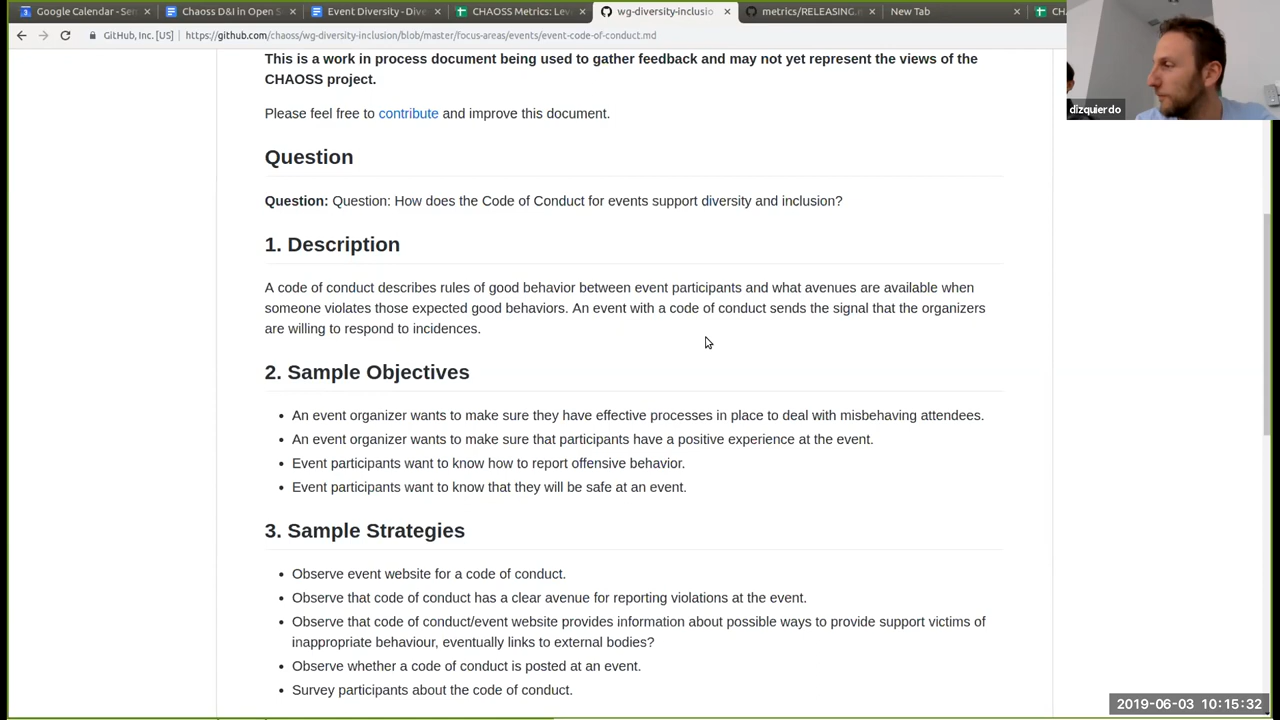 Google Calendar - Sen
Chaoss D&I in Open S
Event Diversity - Dive
CHAOSS Metrics: Lev
wg-diversity-inclusio
metrics/RELEASING.m
New Tab
CH
GitHub, Inc. [US] https://github.com/chaoss/wg-diversity-inclusion/blob/master/focus-areas/events/event-code-of-conduct.md
dizquierdo
This is a work in process document being used to gather feedback and may not yet represent the views of the
CHAOSS project.
Please feel free to contribute and improve this document.
Question
Question: Question: How does the Code of Conduct for events support diversity and inclusion?
1. Description
A code of conduct describes rules of good behavior between event participants and what avenues are available when
someone violates those expected good behaviors. An event with a code of conduct sends the signal that the organizers
are willing to respond to incidences.
2. Sample Objectives
• An event organizer wants to make sure they have effective processes in place to deal with misbehaving attendees.
• An event organizer wants to make sure that participants have a positive experience at the event.
• Event participants want to know how to report offensive behavior.
• Event participants want to know that they will be safe at an event.
3. Sample Strategies
• Observe event website for a code of conduct.
• Observe that code of conduct has a clear avenue for reporting violations at the event.
• Observe that code of conduct/event website provides information about possible ways to provide support victims of
inappropriate behaviour, eventually links to external bodies?
• Observe whether a code of conduct is posted at an event.
• Survey participants about the code of conduct.
2019-06-03 10:15:32